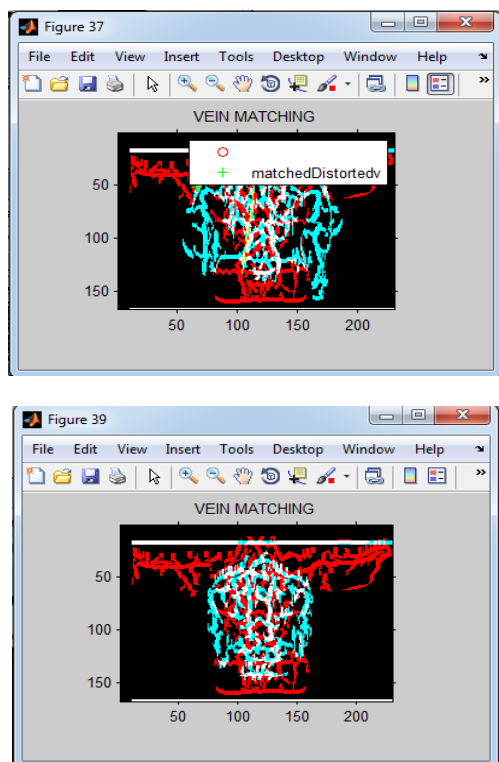 Figure 37
File Edit View Insert Tools Desktop Window Help
VEIN MATCHING
matchedDistortedv
50
100
150
50 100 150 200
Figure 39
File Edit View Insert Tools Desktop Window Help
VEIN MATCHING
50
100
150
50 100 150 200